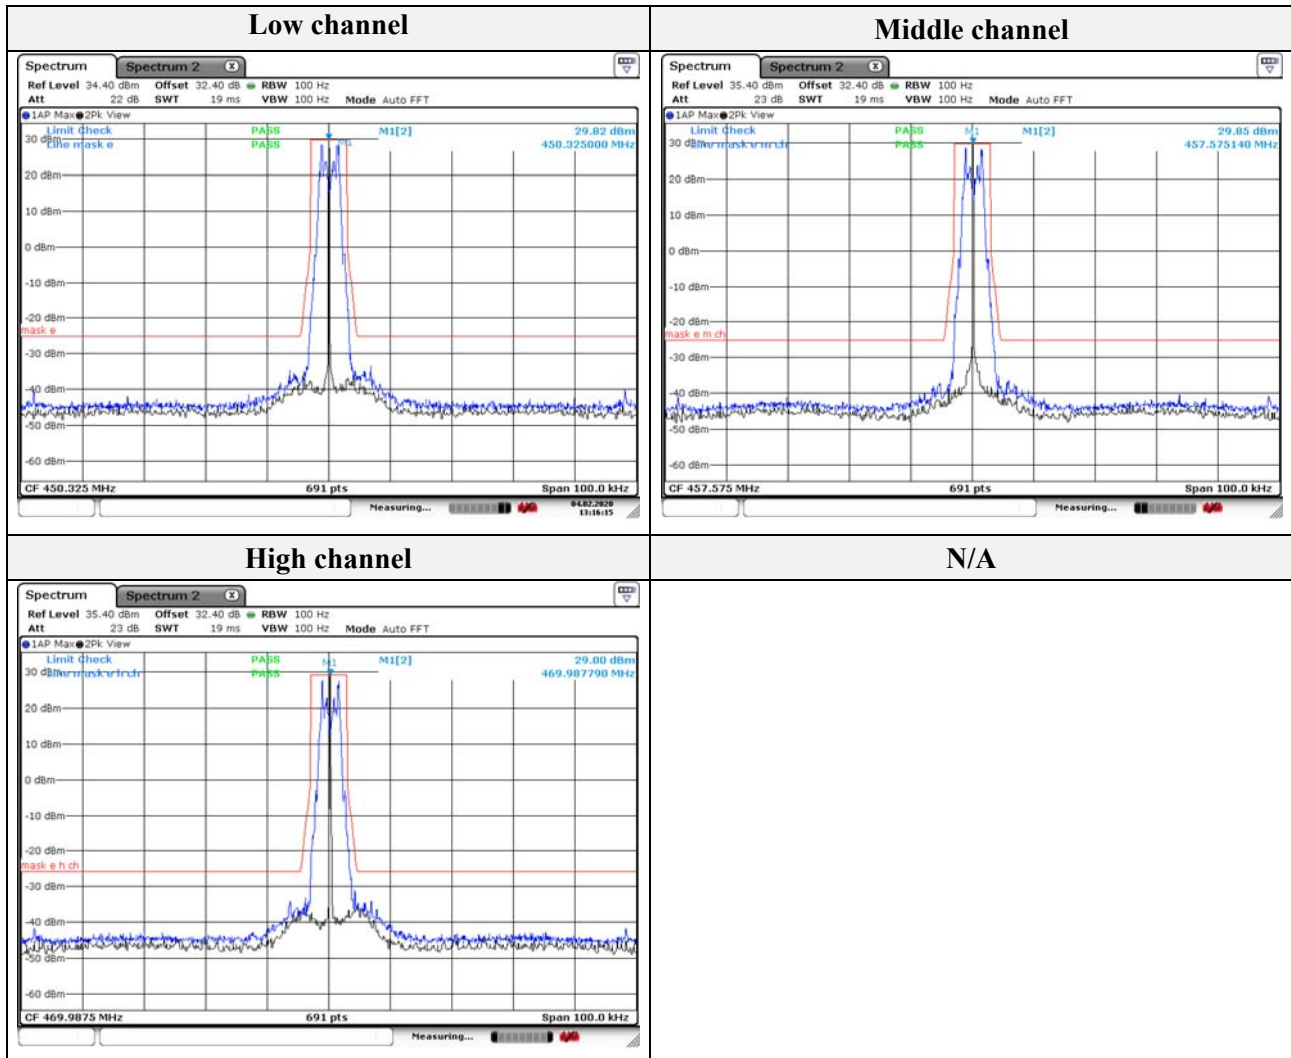 Low channel
Middle channel
Spectrum
Spectrum 2
X
Ref Level 34.40 dBm Offset 32.40 dB RBW 100 Hz
Att 22 dB SWT 19 ms VBW 100 Hz Mode Auto FFT
1AP Max 2Pk View
Limit Check PASS M1[2] 29.82 dBm
Line mask e PASS 450.325000 MHz
M1
30 dBm
20 dBm
10 dBm
0 dBm
-10 dBm
-20 dBm
mask e
-30 dBm
-40 dBm
-50 dBm
-60 dBm
CF 450.325 MHz 691 pts Span 100.0 kHz
Measuring... 04.02.2020
13:16:15
Spectrum
Spectrum 2
X
Ref Level 35.40 dBm Offset 32.40 dB RBW 100 Hz
Att 23 dB SWT 19 ms VBW 100 Hz Mode Auto FFT
1AP Max 2Pk View
Limit Check PASS M1 M1[2] 29.85 dBm
Line mask e m ch PASS 457.575140 MHz
30 dBm
20 dBm
10 dBm
0 dBm
-10 dBm
-20 dBm
mask e m ch
-30 dBm
-40 dBm
-50 dBm
-60 dBm
CF 457.575 MHz 691 pts Span 100.0 kHz
Measuring...
High channel
N/A
Spectrum
Spectrum 2
X
Ref Level 35.40 dBm Offset 32.40 dB RBW 100 Hz
Att 23 dB SWT 19 ms VBW 100 Hz Mode Auto FFT
1AP Max 2Pk View
Limit Check PASS M1 M1[2] 29.00 dBm
Line mask e h ch PASS 469.987790 MHz
30 dBm
20 dBm
10 dBm
0 dBm
-10 dBm
-20 dBm
mask e h ch
-30 dBm
-40 dBm
-50 dBm
-60 dBm
CF 469.9875 MHz 691 pts Span 100.0 kHz
Measuring...